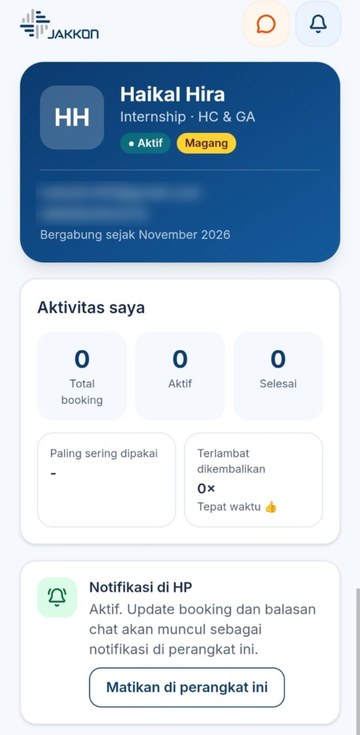 JAKKON
HH
Haikal Hira
Internship · HC & GA
• Aktif
Magang
Bergabung sejak November 2026
Aktivitas saya
0
Total
booking
0
Aktif
0
Selesai
Paling sering dipakai
-
Terlambat
dikembalikan
0×
Tepat waktu 👍
Notifikasi di HP
Aktif. Update booking dan balasan
chat akan muncul sebagai
notifikasi di perangkat ini.
Matikan di perangkat ini